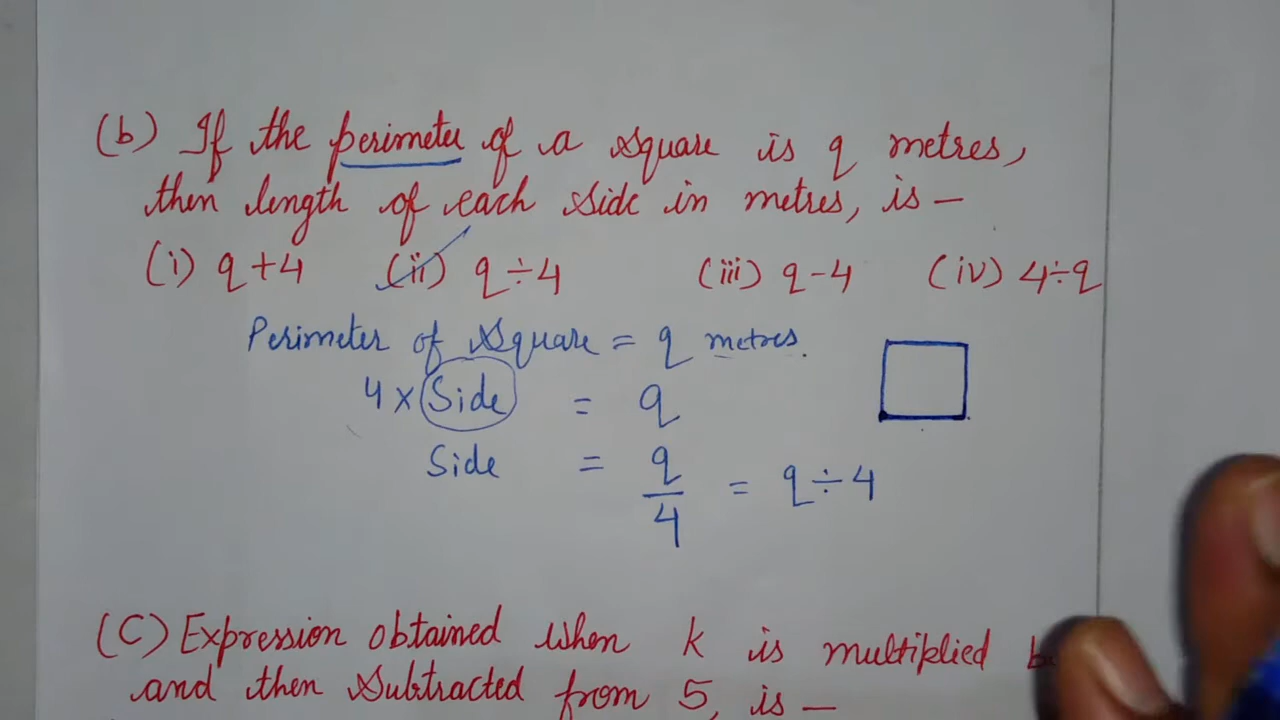 (b) If the perimeter of a square is q metres,
then length of each side in metres, is —
(i) q+4 (ii) q÷4 (iii) q-4 (iv) 4÷q
Perimeter of square = q metres.
4 × Side = q
Side = q/4 = q÷4
(C) Expression obtained when k is multiplied
and then subtracted from 5, is —